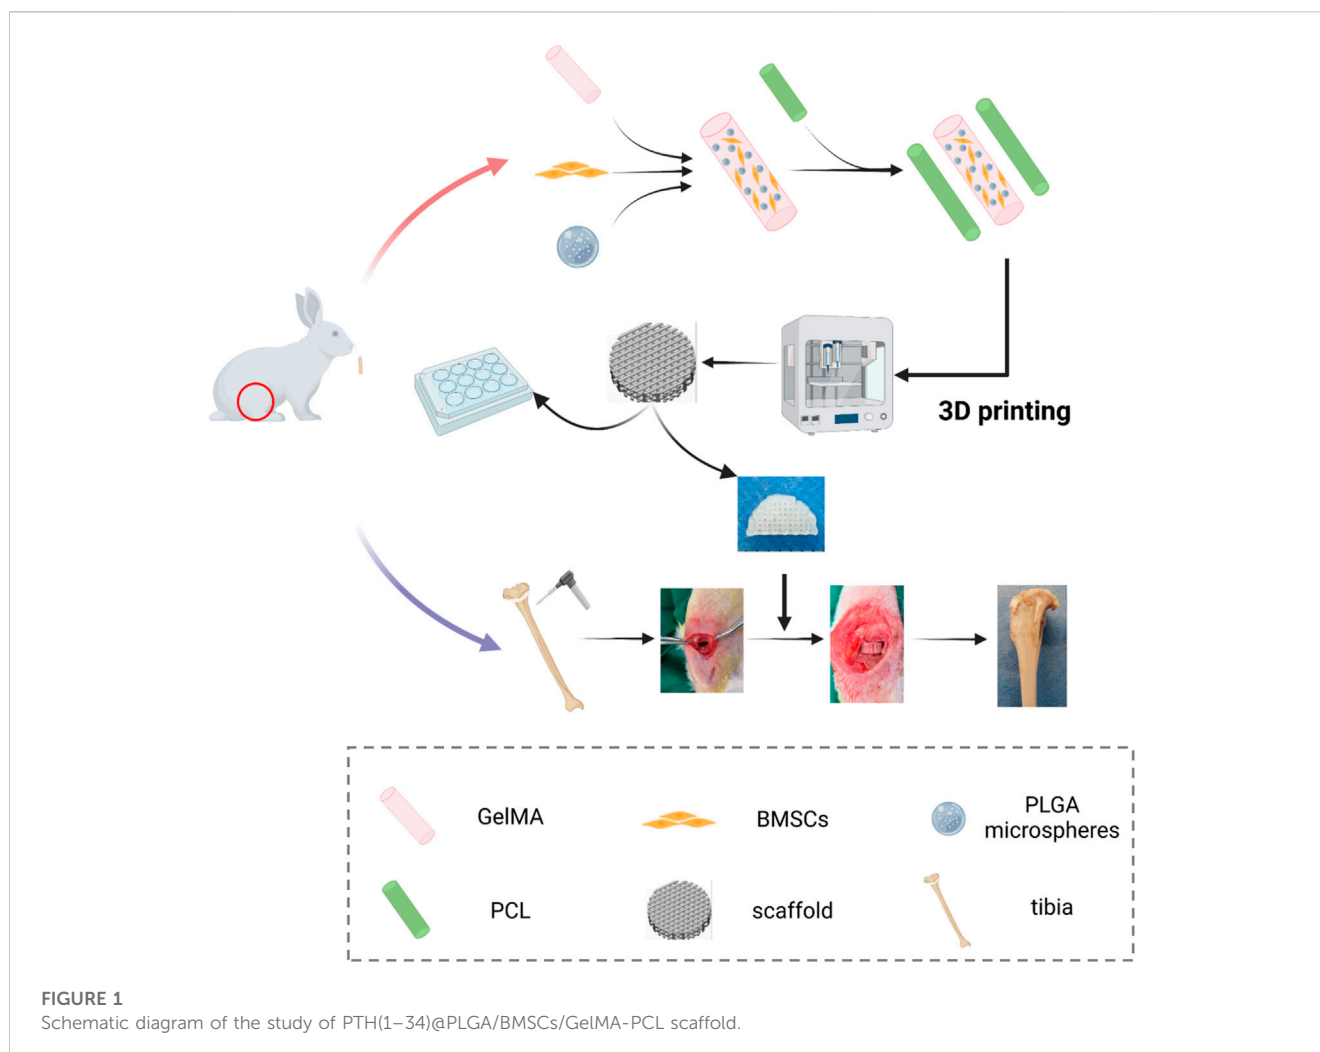 3D printing
GelMA
BMSCs
PLGA
microspheres
PCL
scaffold
tibia
FIGURE 1
Schematic diagram of the study of PTH(1–34)@PLGA/BMSCs/GelMA-PCL scaffold.